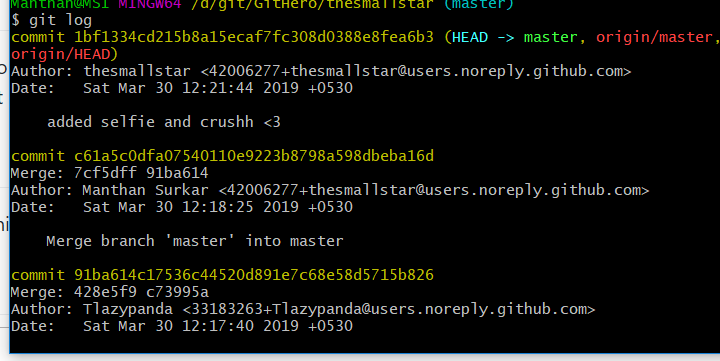 Manthan@MSI MINGW64 /d/git/GitHero/thesmallstar (master)
$ git log
commit 1bf1334cd215b8a15ecaf7fc308d0388e8fea6b3 (HEAD -> master, origin/master,
origin/HEAD)
Author: thesmallstar <42006277+thesmallstar@users.noreply.github.com>
Date:   Sat Mar 30 12:21:44 2019 +0530
    added selfie and crushh <3
commit c61a5c0dfa07540110e9223b8798a598dbeba16d
Merge: 7cf5dff 91ba614
Author: Manthan Surkar <42006277+thesmallstar@users.noreply.github.com>
Date:   Sat Mar 30 12:18:25 2019 +0530
    Merge branch 'master' into master
commit 91ba614c17536c44520d891e7c68e58d5715b826
Merge: 428e5f9 c73995a
Author: Tlazypanda <33183263+Tlazypanda@users.noreply.github.com>
Date:   Sat Mar 30 12:17:40 2019 +0530